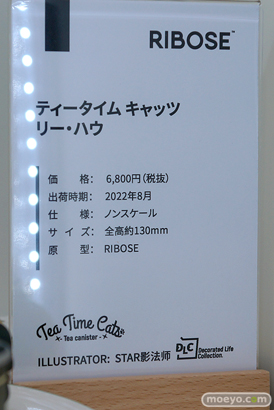 RIBOSE™
ティータイム キャッツ
リー・ハウ
価　　格： 6,800円（税抜）
出荷時期： 2022年8月
仕　　様： ノンスケール
サ イ ズ： 全高約130mm
原　　型： RIBOSE
Tea Time Cats®
Tea canister
DLC Decorated Life Collection.
ILLUSTRATOR: STAR影法师
moeyo.com